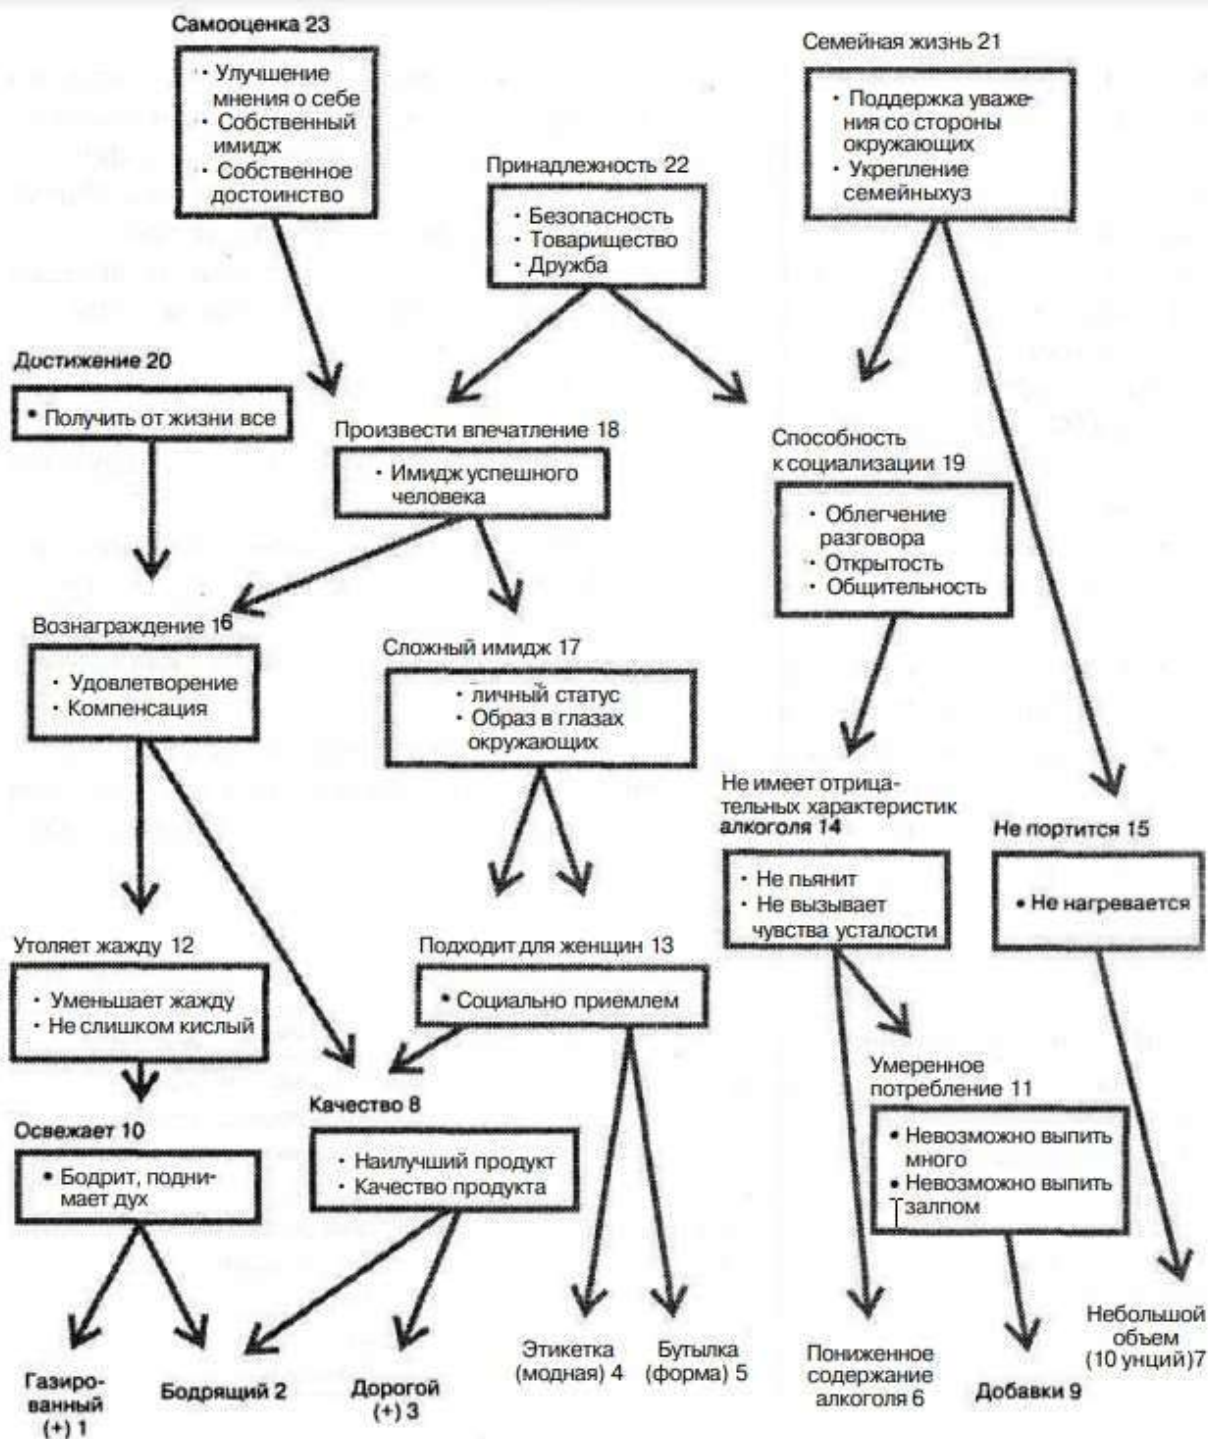 Самооценка 23
· Улучшение
мнения о себе
· Собственный
имидж
· Собственное
достоинство
Семейная жизнь 21
· Поддержка уваже-
ния со стороны
окружающих
· Укрепление
семейныхуз
Принадлежность 22
· Безопасность
· Товарищество
· Дружба
Достижение 20
• Получить от жизни все
Произвести впечатление 18
· Имидж успешного
человека
Способность
к социализации 19
· Облегчение
разговора
· Открытость
· Общительность
Вознаграждение 16
· Удовлетворение
· Компенсация
Сложный имидж 17
· личный статус
· Образ в глазах
окружающих
Не имеет отрица-
тельных характеристик
алкоголя 14
· Не пьянит
· Не вызывает
чувства усталости
Не портится 15
• Не нагревается
Утоляет жажду 12
· Уменьшает жажду
· Не слишком кислый
Подходит для женщин 13
• Социально приемлем
Умеренное
потребление 11
• Невозможно выпить
много
• Невозможно выпить
залпом
Качество 8
· Наилучший продукт
· Качество продукта
Освежает 10
• Бодрит, подни-
мает дух
Газиро-
ванный
(+) 1
Бодрящий 2
Дорогой
(+) 3
Этикетка
(модная) 4
Бутылка
(форма) 5
Пониженное
содержание
алкоголя 6
Добавки 9
Небольшой
объем
(10 унций)7